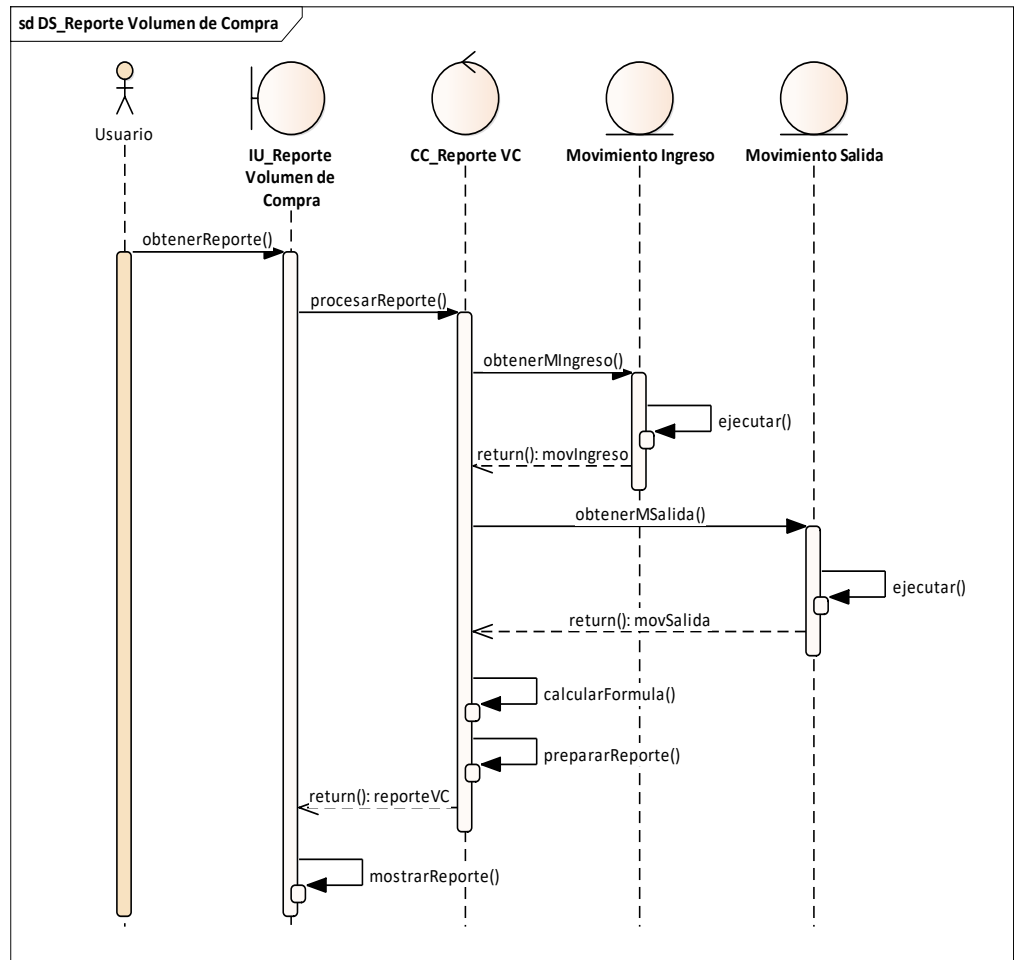 sd DS_Reporte Volumen de Compra
Usuario
IU_Reporte
Volumen de
Compra
CC_Reporte VC
Movimiento Ingreso
Movimiento Salida
obtenerReporte()
procesarReporte()
obtenerMIngreso()
ejecutar()
return(): movIngreso
obtenerMSalida()
ejecutar()
return(): movSalida
calcularFormula()
prepararReporte()
return(): reporteVC
mostrarReporte()